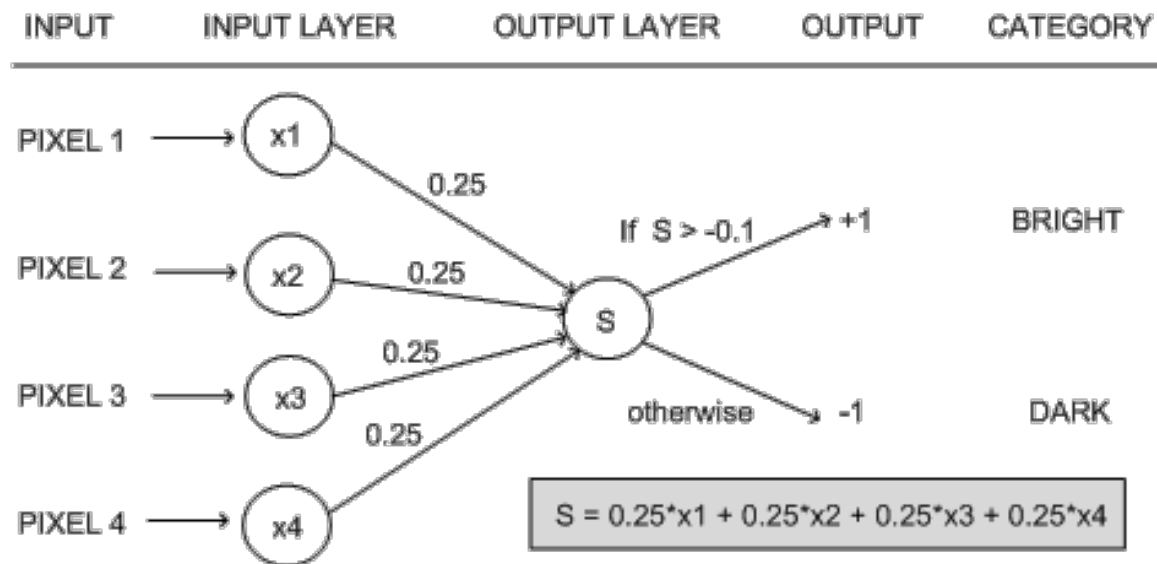 INPUT INPUT LAYER OUTPUT LAYER OUTPUT CATEGORY
PIXEL 1 x1
0.25
If S > -0.1 +1 BRIGHT
PIXEL 2 x2 0.25
S
0.25
PIXEL 3 x3
otherwise -1 DARK
0.25
PIXEL 4 x4
S = 0.25*x1 + 0.25*x2 + 0.25*x3 + 0.25*x4